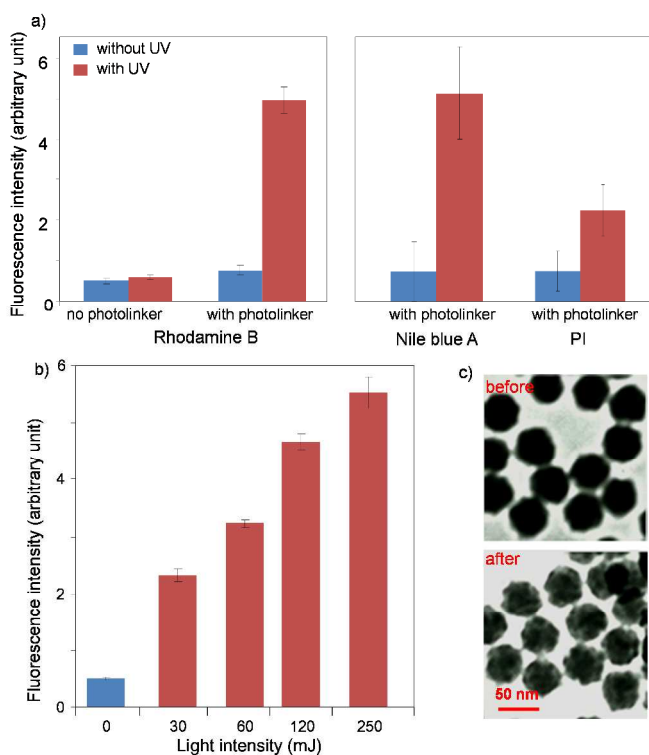 a)
without UV
with UV
Fluorescence intensity (arbitrary unit)
6
4
2
0
no photolinker with photolinker
Rhodamine B
with photolinker with photolinker
Nile blue A PI
b)
Fluorescence intensity (arbitrary unit)
6
4
2
0
0 30 60 120 250
Light intensity (mJ)
c)
before
after
50 nm